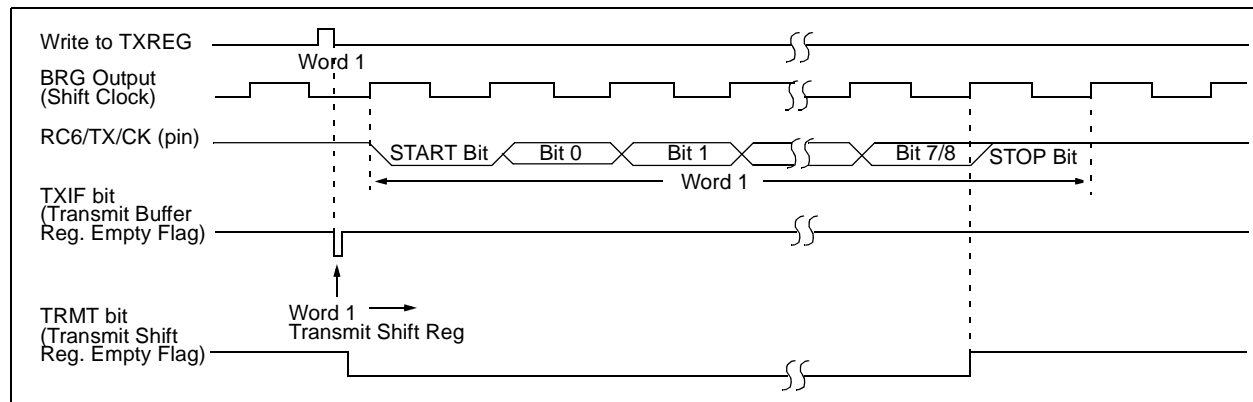 Write to TXREG
Word 1
BRG Output
(Shift Clock)
RC6/TX/CK (pin)
START Bit
Bit 0
Bit 1
Bit 7/8
STOP Bit
Word 1
TXIF bit
(Transmit Buffer
Reg. Empty Flag)
Word 1
Transmit Shift Reg
TRMT bit
(Transmit Shift
Reg. Empty Flag)